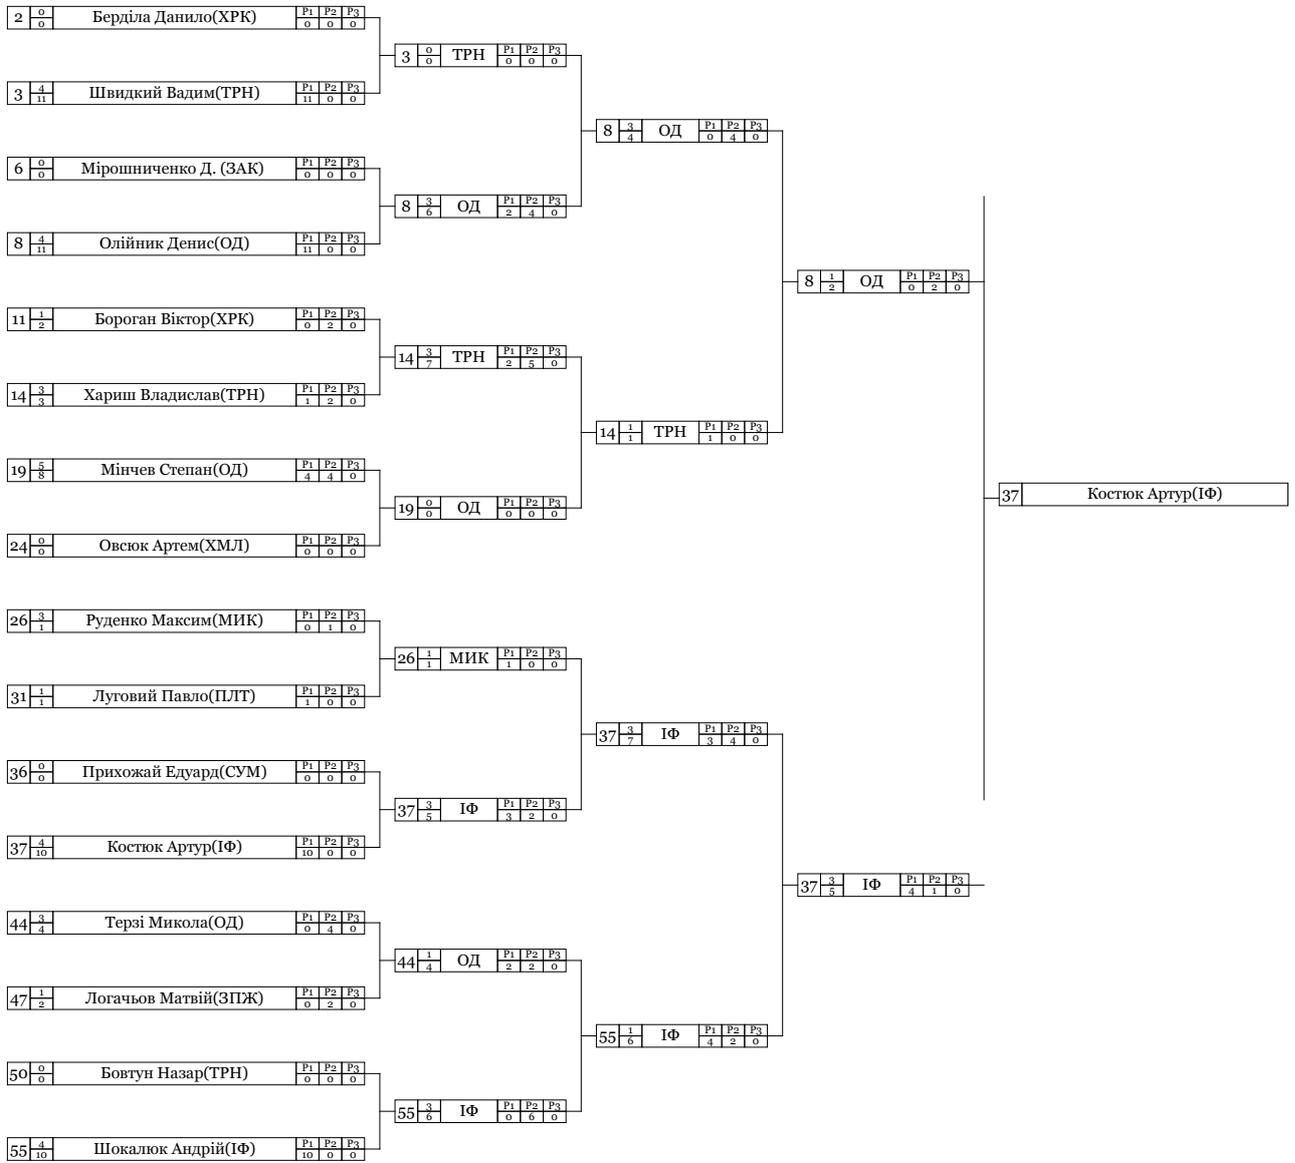 2 0 0 Берділа Данило(ХРК) P1 P2 P3 0 0 0
3 0 0 ТРН P1 P2 P3 0 0 0
3 4 11 Швидкий Вадим(ТРН) P1 P2 P3 11 0 0
8 3 4 ОД P1 P2 P3 0 4 0
6 0 0 Мірошниченко Д. (ЗАК) P1 P2 P3 0 0 0
8 3 6 ОД P1 P2 P3 2 4 0
8 4 11 Олійник Денис(ОД) P1 P2 P3 11 0 0
8 1 2 ОД P1 P2 P3 0 2 0
11 1 2 Бороган Віктор(ХРК) P1 P2 P3 0 2 0
14 3 7 ТРН P1 P2 P3 2 5 0
14 3 3 Хариш Владислав(ТРН) P1 P2 P3 1 2 0
14 1 1 ТРН P1 P2 P3 1 0 0
19 5 8 Мінчев Степан(ОД) P1 P2 P3 4 4 0
37 Костюк Артур(ІФ)
19 0 0 ОД P1 P2 P3 0 0 0
24 0 0 Овсюк Артем(ХМЛ) P1 P2 P3 0 0 0
26 3 1 Руденко Максим(МИК) P1 P2 P3 0 1 0
26 1 1 МИК P1 P2 P3 1 0 0
31 1 1 Луговий Павло(ПЛТ) P1 P2 P3 1 0 0
37 3 7 ІФ P1 P2 P3 3 4 0
36 0 0 Прихожай Едуард(СУМ) P1 P2 P3 0 0 0
37 3 5 ІФ P1 P2 P3 3 2 0
37 4 10 Костюк Артур(ІФ) P1 P2 P3 10 0 0
37 3 5 ІФ P1 P2 P3 4 1 0
44 3 4 Терзі Микола(ОД) P1 P2 P3 0 4 0
44 1 4 ОД P1 P2 P3 2 2 0
47 1 2 Логачьов Матвій(ЗПЖ) P1 P2 P3 0 2 0
55 1 6 ІФ P1 P2 P3 4 2 0
50 0 0 Бовтун Назар(ТРН) P1 P2 P3 0 0 0
55 3 6 ІФ P1 P2 P3 0 6 0
55 4 10 Шокалюк Андрій(ІФ) P1 P2 P3 10 0 0